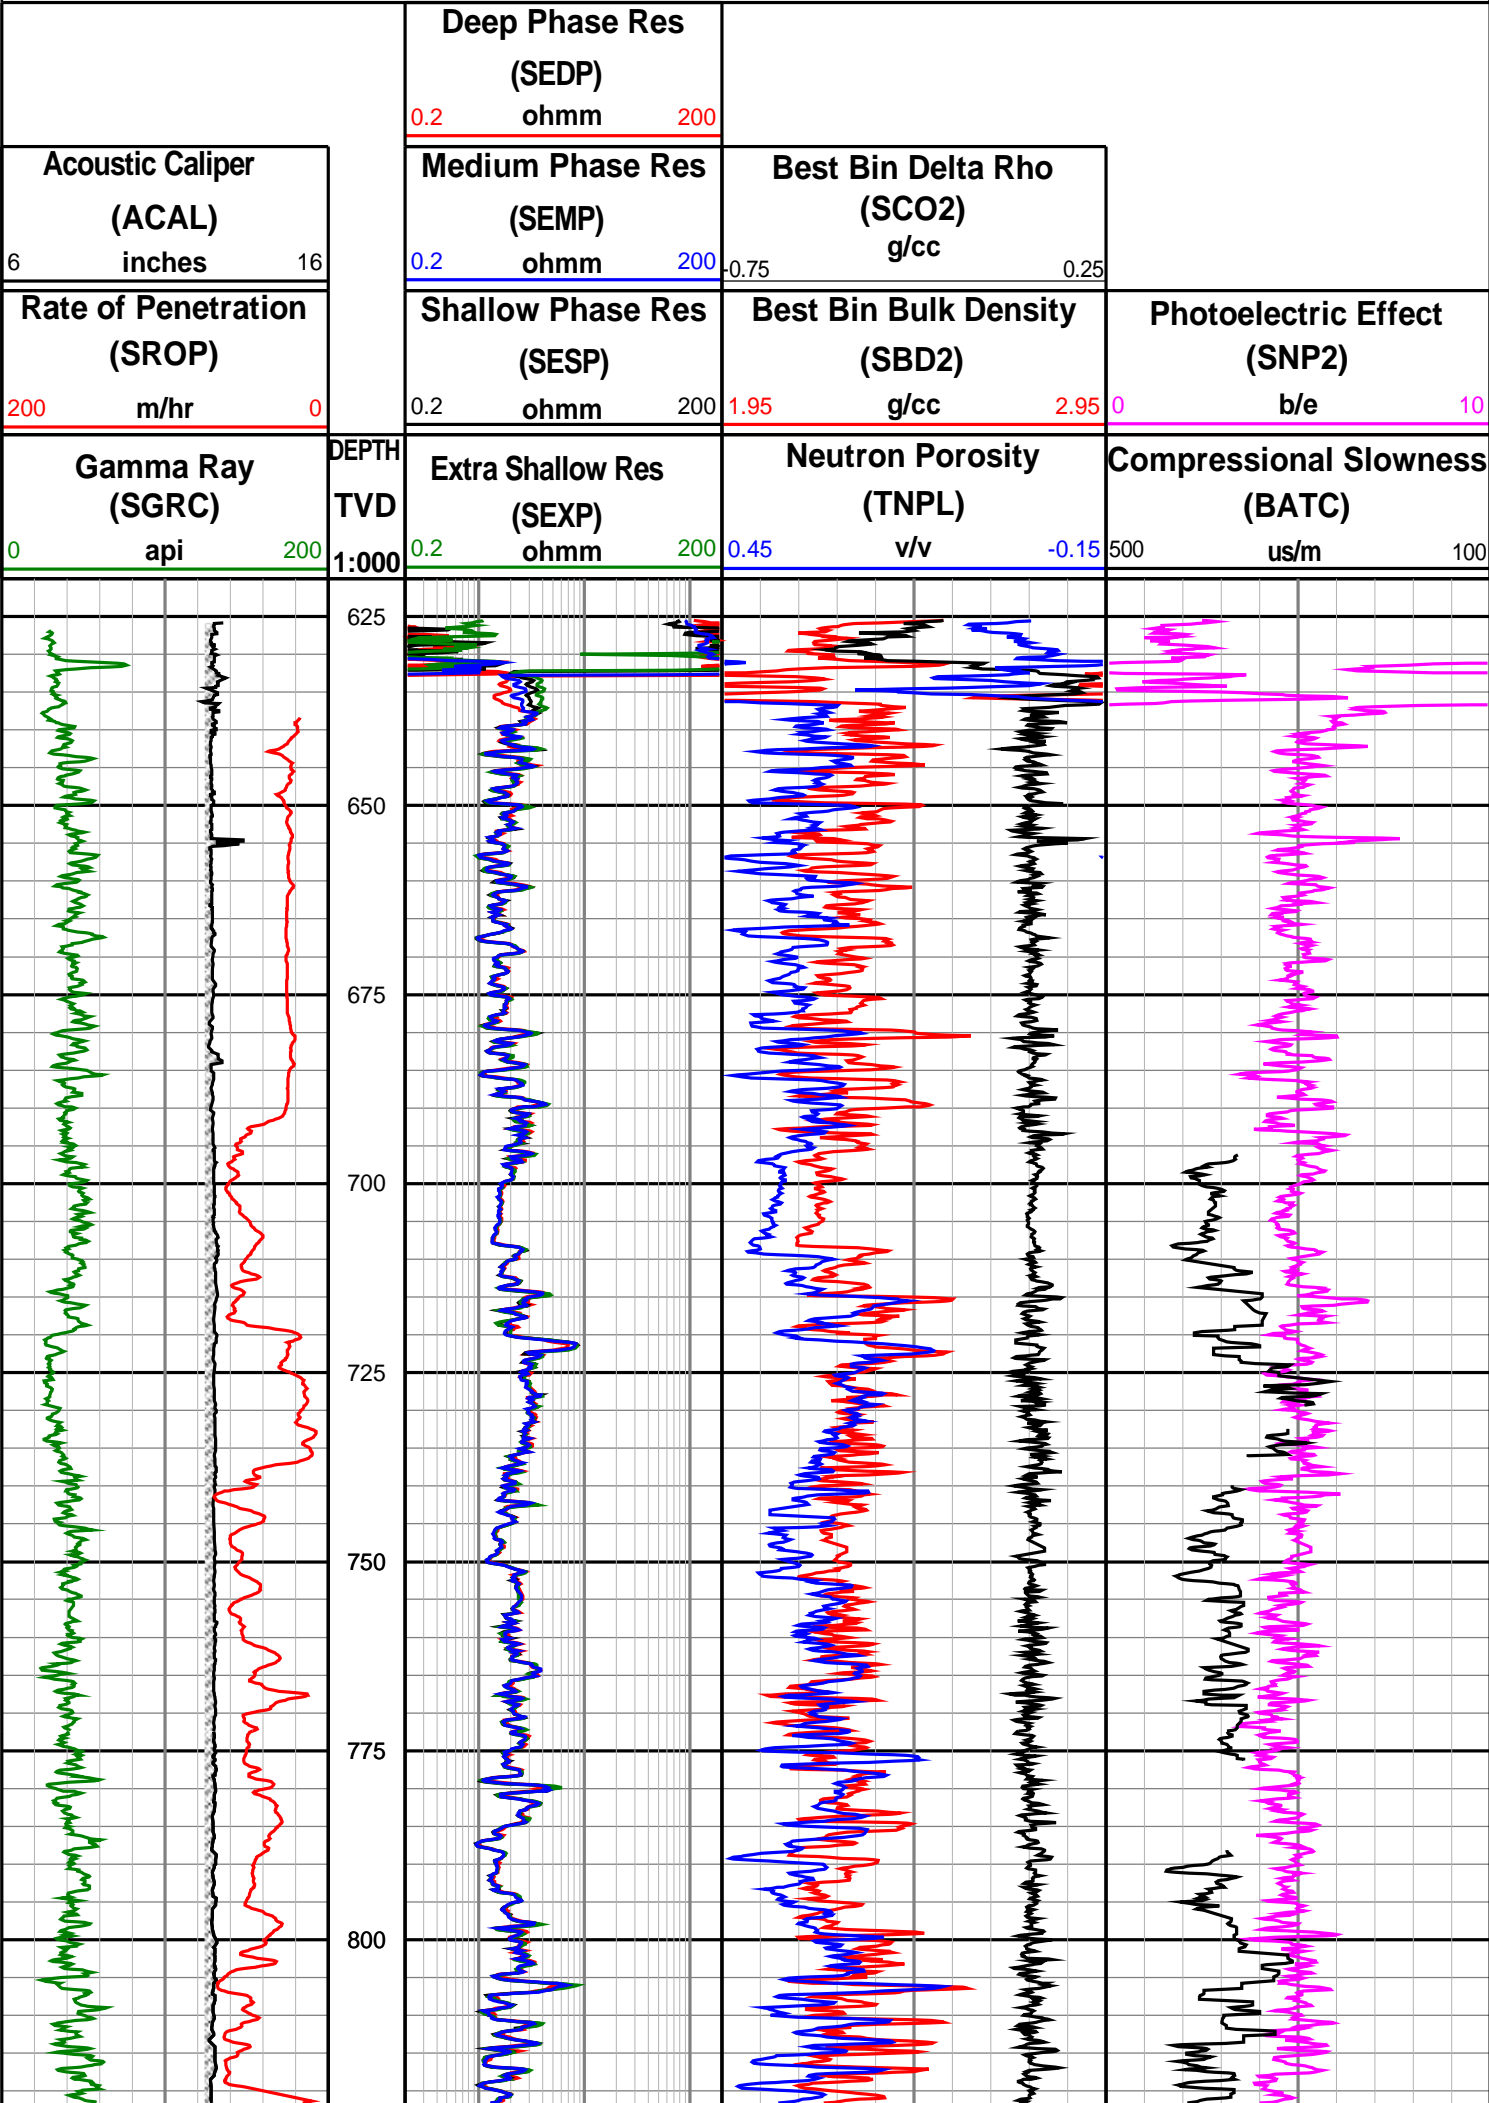 Deep Phase Res
(SEDP)
0.2 ohmm 200
Acoustic Caliper
(ACAL)
6 inches 16
Medium Phase Res
(SEMP)
0.2 ohmm 200
Best Bin Delta Rho
(SCO2)
g/cc
-0.75 0.25
Rate of Penetration
(SROP)
200 m/hr 0
Shallow Phase Res
(SESP)
0.2 ohmm 200
Best Bin Bulk Density
(SBD2)
1.95 g/cc 2.95
Photoelectric Effect
(SNP2)
0 b/e 10
Gamma Ray
(SGRC)
0 api 200
DEPTH
TVD
1:000
Extra Shallow Res
(SEXP)
0.2 ohmm 200
Neutron Porosity
(TNPL)
0.45 v/v -0.15
Compressional Slowness
(BATC)
500 us/m 100
625
650
675
700
725
750
775
800